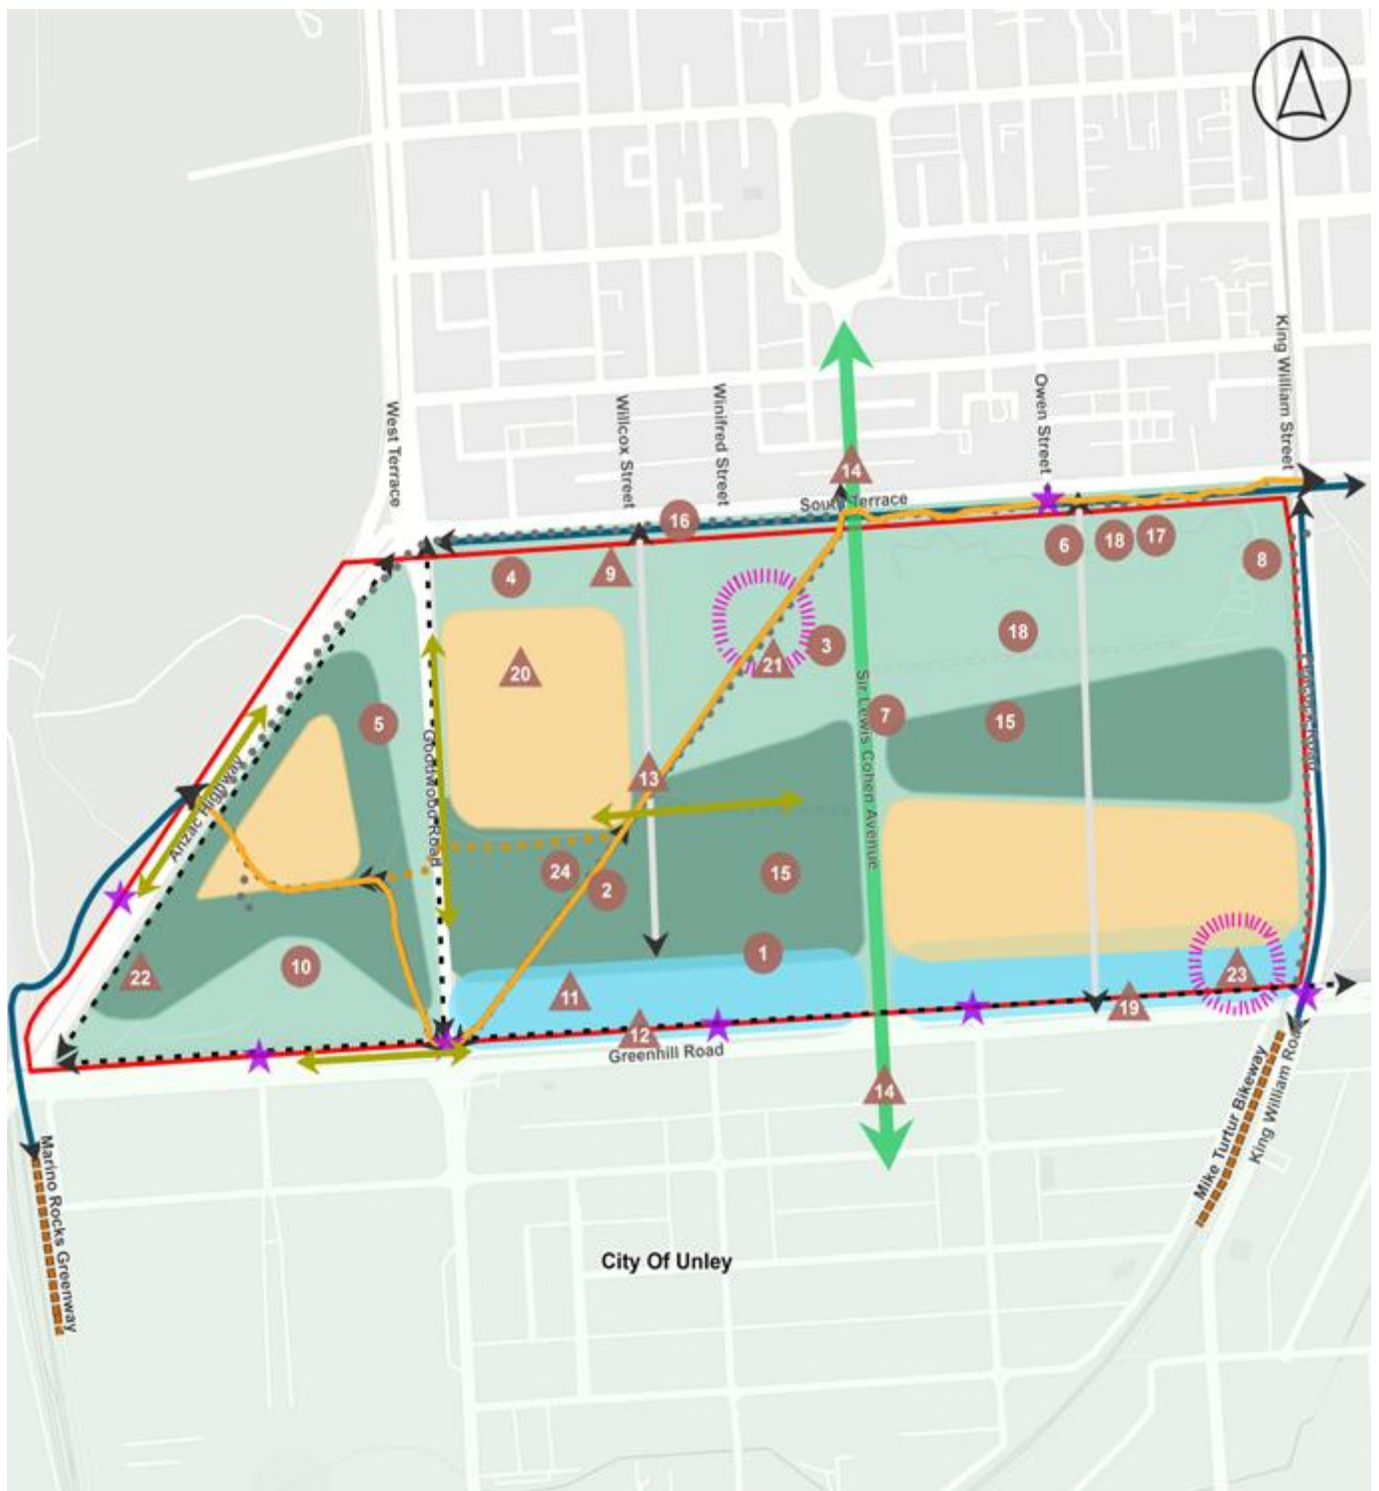 King William Street
Owen Street
West Terrace
Willcox Street
Winifred Street
14
South Terrace
16
6
18
17
8
4
9
3
18
20
21
5
7
15
Sir Lewis Cohen Avenue
Goodwood Road
Anzac Highway
13
24
2
15
1
22
10
11
23
19
12
Greenhill Road
14
Mike Turtur Bikeway
King William Road
Marino Rocks Greenway
City Of Unley